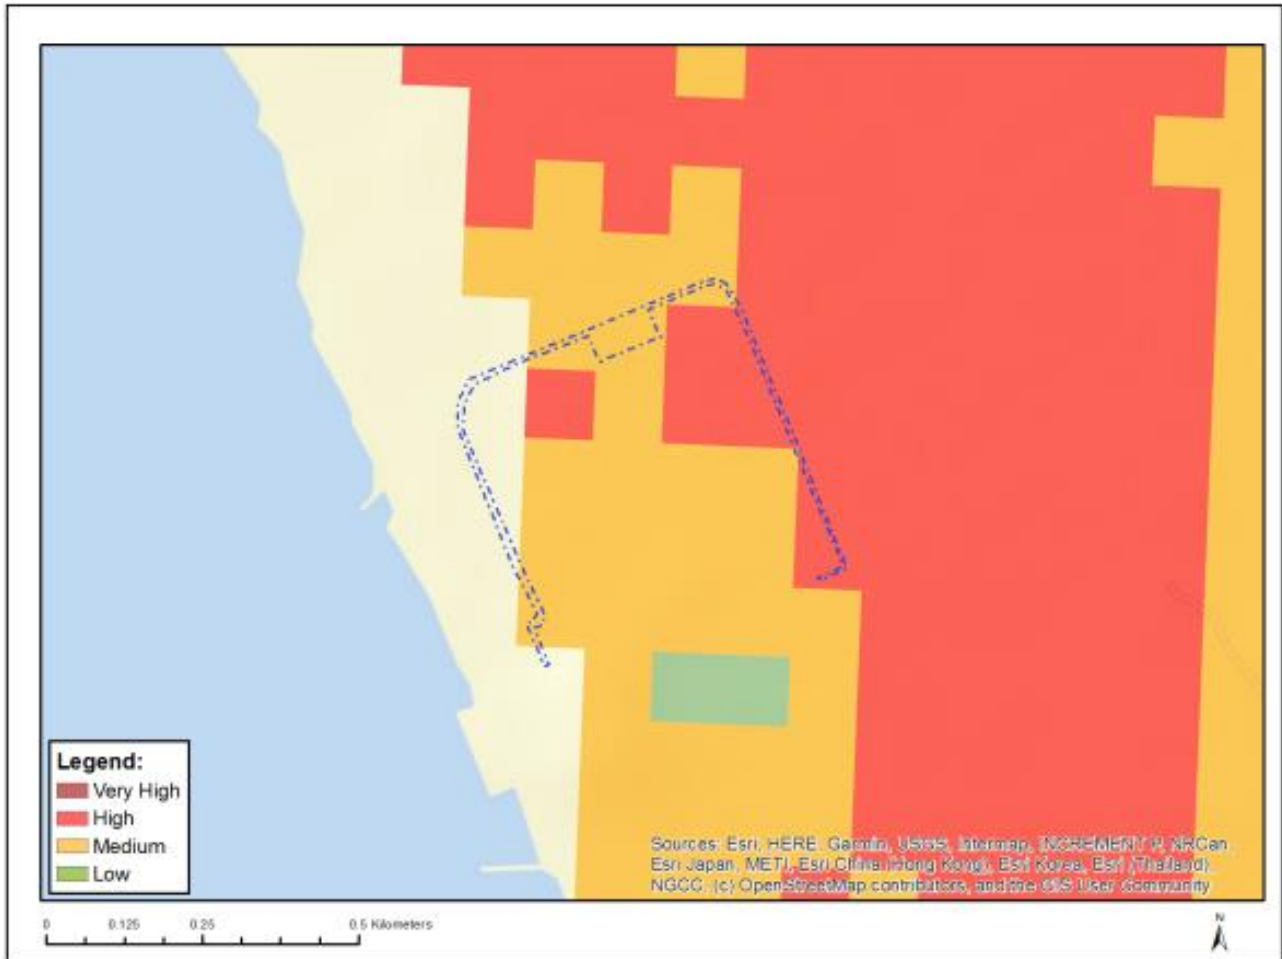 Legend:
Very High
High
Medium
Low
Sources: Esri, HERE, Garmin, USGS, Intermap, INCREMENT P, NRCan,
Esri Japan, METI, Esri China (Hong Kong), Esri Korea, Esri (Thailand),
NGCC, (c) OpenStreetMap contributors, and the GIS User Community
0 0.125 0.25 0.5 Kilometers
N